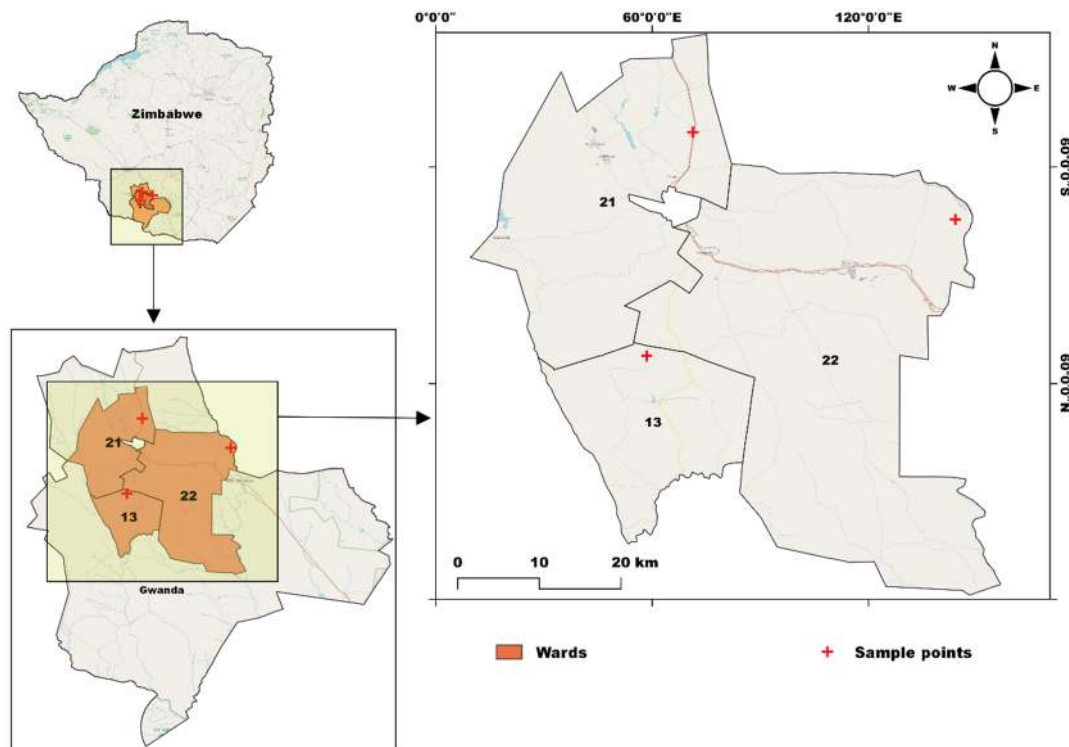 Zimbabwe
21
22
13
Gwanda
0°0'0"
60°0'0"E
120°0'0"E
N
W
E
S
60°0'0"S
60°0'0"N
21
22
13
0 10 20 km
Wards
Sample points